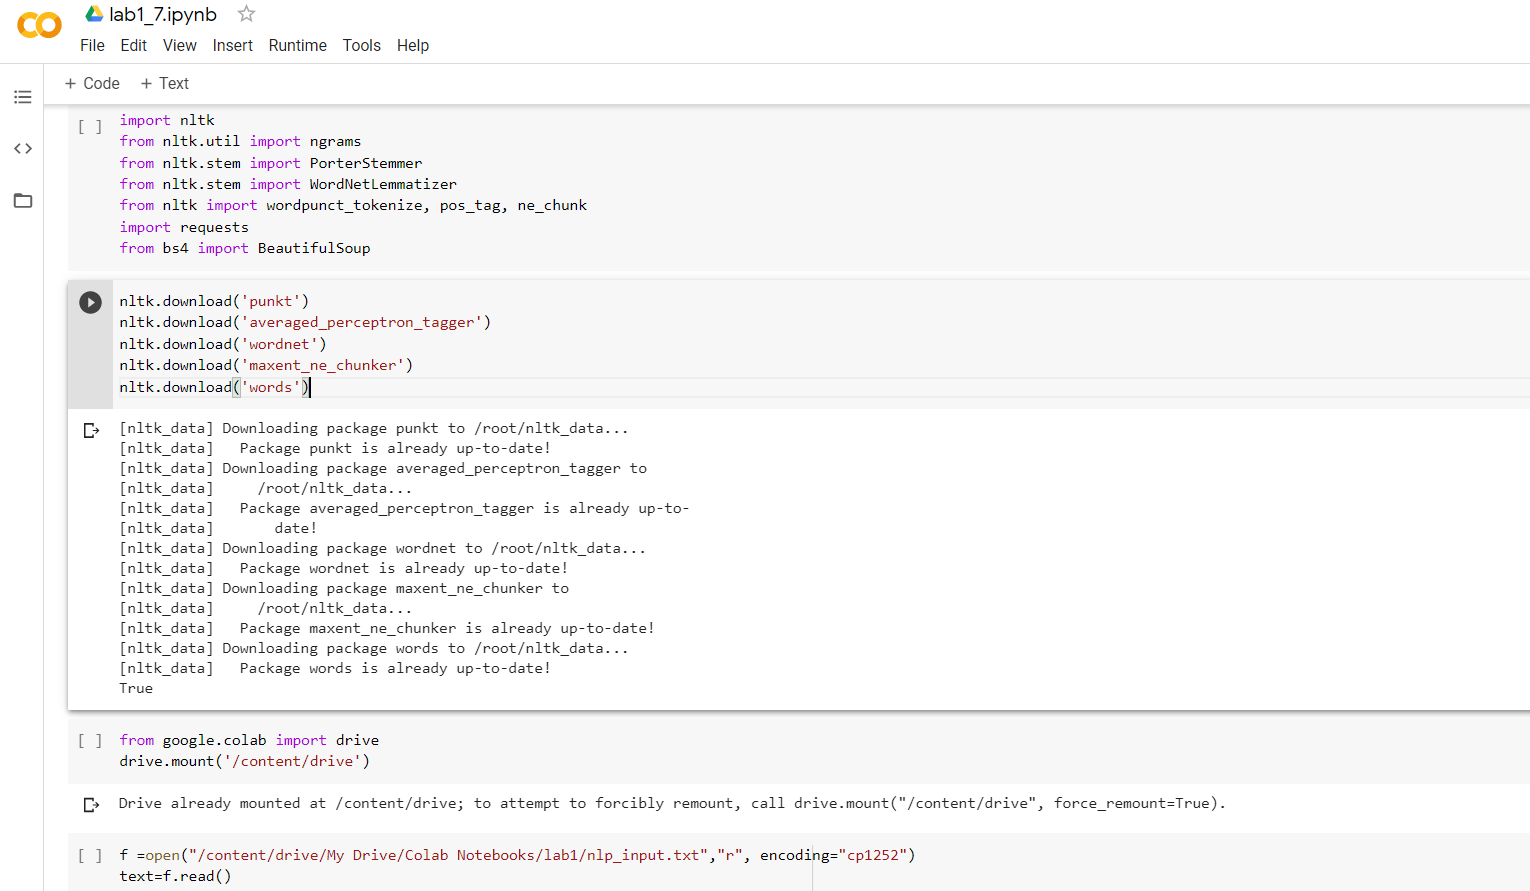 lab1_7.ipynb
File Edit View Insert Runtime Tools Help
+ Code + Text
[ ] import nltk
from nltk.util import ngrams
from nltk.stem import PorterStemmer
from nltk.stem import WordNetLemmatizer
from nltk import wordpunct_tokenize, pos_tag, ne_chunk
import requests
from bs4 import BeautifulSoup
nltk.download('punkt')
nltk.download('averaged_perceptron_tagger')
nltk.download('wordnet')
nltk.download('maxent_ne_chunker')
nltk.download('words')
[nltk_data] Downloading package punkt to /root/nltk_data...
[nltk_data]   Package punkt is already up-to-date!
[nltk_data] Downloading package averaged_perceptron_tagger to
[nltk_data]     /root/nltk_data...
[nltk_data]   Package averaged_perceptron_tagger is already up-to-
[nltk_data]       date!
[nltk_data] Downloading package wordnet to /root/nltk_data...
[nltk_data]   Package wordnet is already up-to-date!
[nltk_data] Downloading package maxent_ne_chunker to
[nltk_data]     /root/nltk_data...
[nltk_data]   Package maxent_ne_chunker is already up-to-date!
[nltk_data] Downloading package words to /root/nltk_data...
[nltk_data]   Package words is already up-to-date!
True
[ ] from google.colab import drive
drive.mount('/content/drive')
Drive already mounted at /content/drive; to attempt to forcibly remount, call drive.mount("/content/drive", force_remount=True).
[ ] f =open("/content/drive/My Drive/Colab Notebooks/lab1/nlp_input.txt","r", encoding="cp1252")
text=f.read()